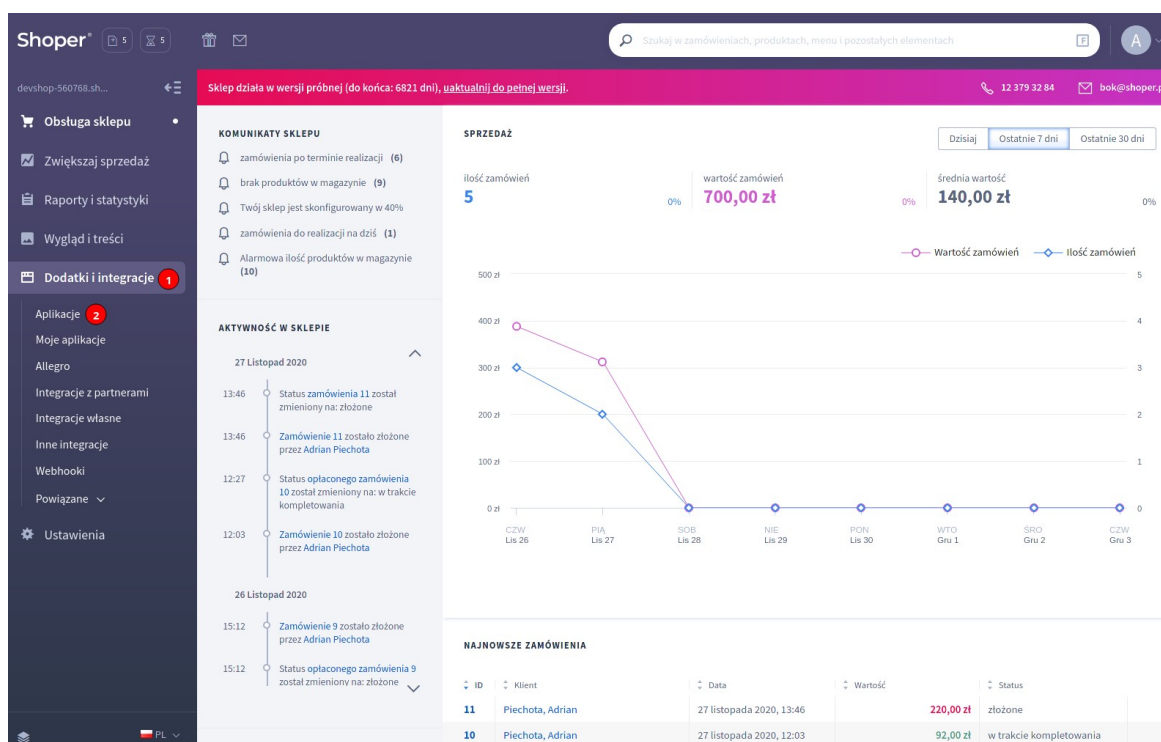 Shoper®
5
5
Szukaj w zamówieniach, produktach, menu i pozostałych elementach
F
A
devshop-560768.sh...
Sklep działa w wersji próbnej (do końca: 6821 dni), uaktualnij do pełnej wersji.
12 379 32 84
bok@shoper.p
Obsługa sklepu
Zwiększaj sprzedaż
Raporty i statystyki
Wygląd i treści
Dodatki i integracje 1
Aplikacje 2
Moje aplikacje
Allegro
Integracje z partnerami
Integracje własne
Inne integracje
Webhooki
Powiązane
Ustawienia
PL
KOMUNIKATY SKLEPU
zamówienia po terminie realizacji (6)
brak produktów w magazynie (9)
Twój sklep jest skonfigurowany w 40%
zamówienia do realizacji na dziś (1)
Alarmowa ilość produktów w magazynie
(10)
AKTYWNOŚĆ W SKLEPIE
27 Listopad 2020
13:46 Status zamówienia 11 został
zmieniony na: złożone
13:46 Zamówienie 11 zostało złożone
przez Adrian Piechota
12:27 Status opłaconego zamówienia
10 został zmieniony na: w trakcie
kompletowania
12:03 Zamówienie 10 zostało złożone
przez Adrian Piechota
26 Listopad 2020
15:12 Zamówienie 9 zostało złożone
przez Adrian Piechota
15:12 Status opłaconego zamówienia 9
został zmieniony na: złożone
SPRZEDAŻ
Dzisiaj Ostatnie 7 dni Ostatnie 30 dni
ilość zamówień wartość zamówień średnia wartość
5 0% 700,00 zł 0% 140,00 zł 0%
Wartość zamówień Ilość zamówień
500 zł 5
400 zł 4
300 zł 3
200 zł 2
100 zł 1
0 zł 0
CZW PIĄ SOB NIE PON WTO ŚRO CZW
Lis 26 Lis 27 Lis 28 Lis 29 Lis 30 Gru 1 Gru 2 Gru 3
NAJNOWSZE ZAMÓWIENIA
ID Klient Data Wartość Status
11 Piechota, Adrian 27 listopada 2020, 13:46 220,00 zł złożone
10 Piechota, Adrian 27 listopada 2020, 12:03 92,00 zł w trakcie kompletowania